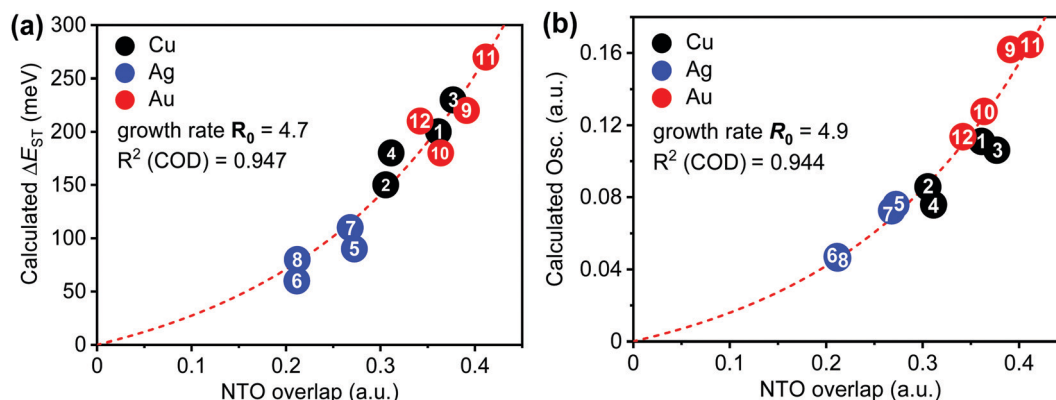 (a)
300
250
200
150
100
50
0
Calculated ΔE_ST (meV)
Cu
Ag
Au
growth rate R₀ = 4.7
R² (COD) = 0.947
11
3
9
12
1
10
4
2
7
5
8
6
0
0.1
0.2
0.3
0.4
NTO overlap (a.u.)
(b)
0.16
0.12
0.08
0.04
0
Calculated Osc. (a.u.)
Cu
Ag
Au
growth rate R₀ = 4.9
R² (COD) = 0.944
9
11
10
12
1
3
2
4
7
5
6
8
0
0.1
0.2
0.3
0.4
NTO overlap (a.u.)